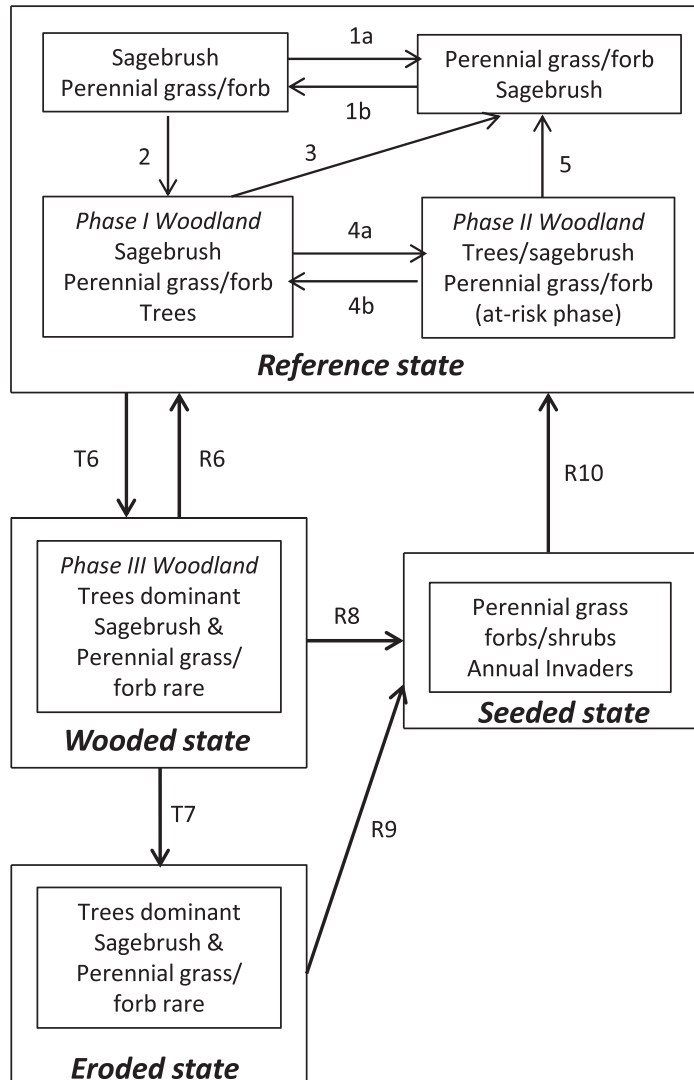 Sagebrush
Perennial grass/forb
1a
1b
Perennial grass/forb
Sagebrush
2
3
5
Phase I Woodland
Sagebrush
Perennial grass/forb
Trees
4a
4b
Phase II Woodland
Trees/sagebrush
Perennial grass/forb
(at-risk phase)
Reference state
T6
R6
R10
Phase III Woodland
Trees dominant
Sagebrush &
Perennial grass/
forb rare
Wooded state
R8
Perennial grass
forbs/shrubs
Annual Invaders
Seeded state
T7
R9
Trees dominant
Sagebrush &
Perennial grass/
forb rare
Eroded state